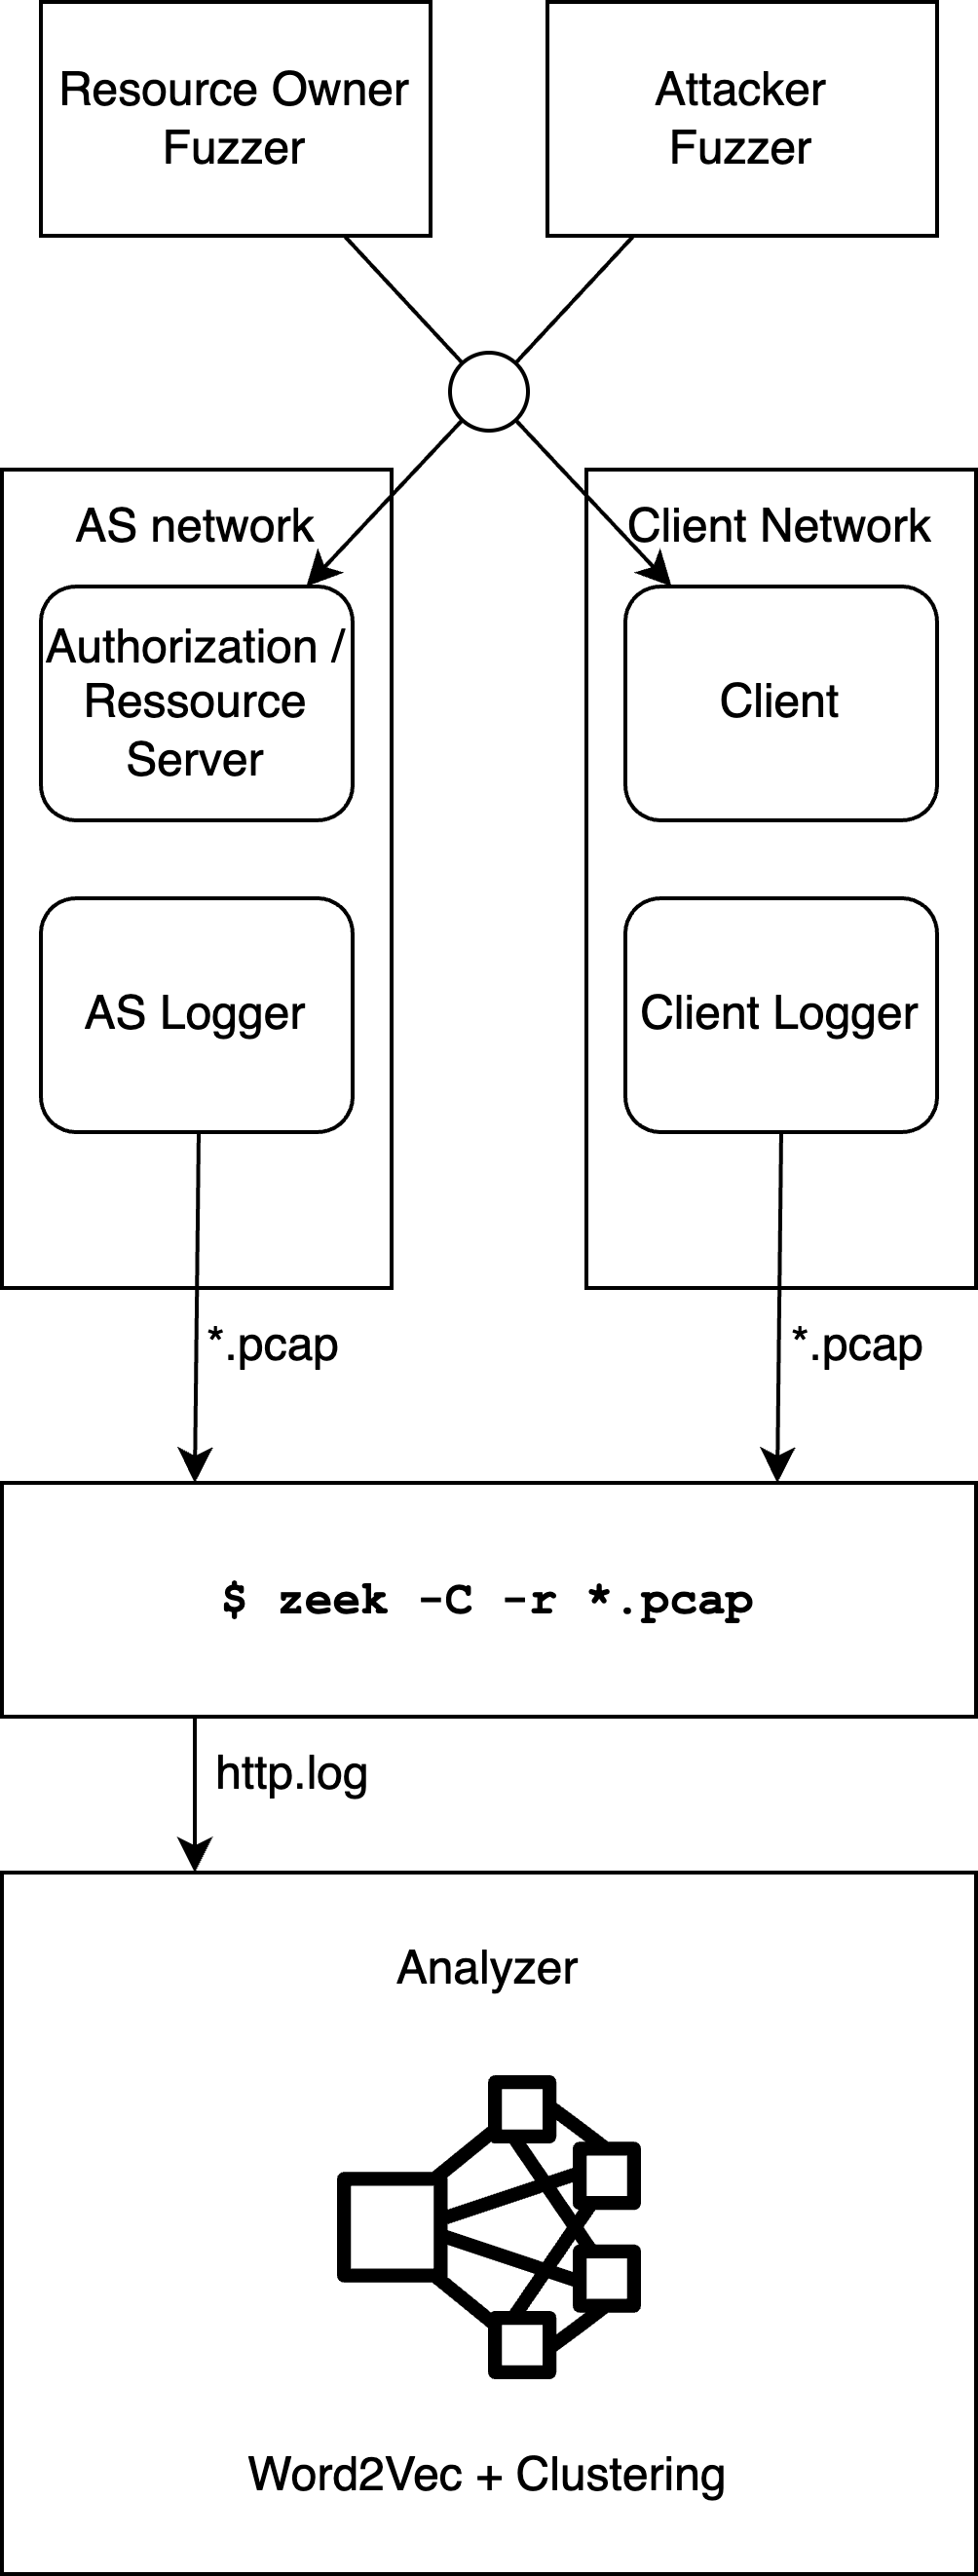 Resource Owner
Fuzzer
Attacker
Fuzzer
AS network
Client Network
Authorization /
Ressource
Server
Client
AS Logger
Client Logger
*.pcap
*.pcap
$ zeek -C -r *.pcap
http.log
Analyzer
Word2Vec + Clustering